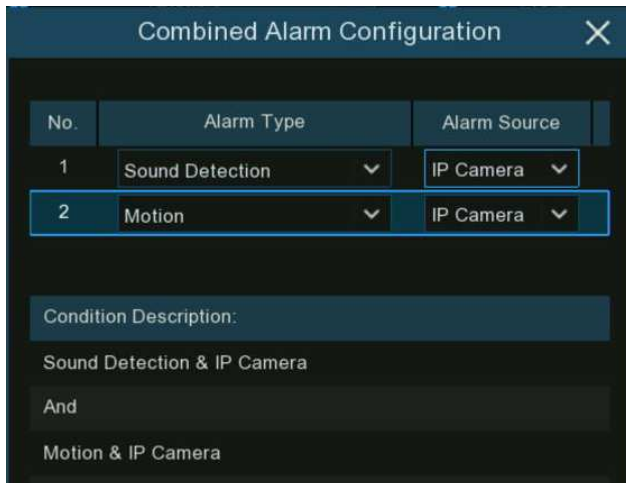 Combined Alarm Configuration
No. Alarm Type Alarm Source
1 Sound Detection IP Camera
2 Motion IP Camera
Condition Description:
Sound Detection & IP Camera
And
Motion & IP Camera